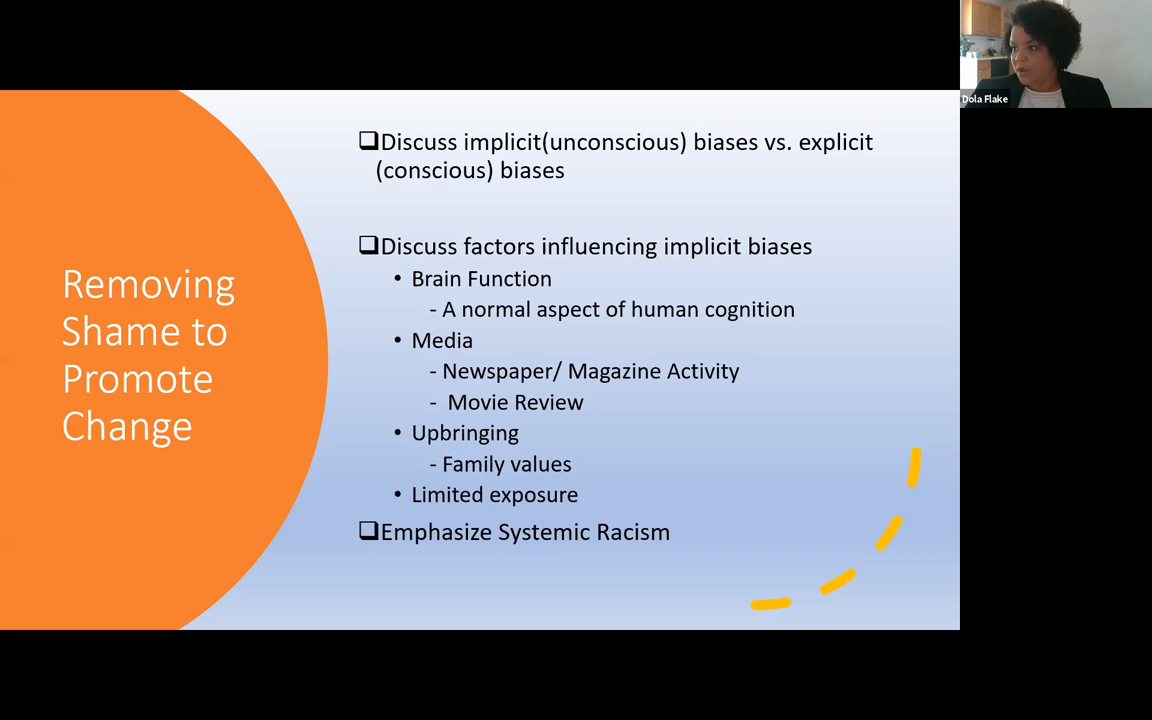 Dola Flake
Removing
Shame to
Promote
Change
❑Discuss implicit(unconscious) biases vs. explicit
(conscious) biases
❑Discuss factors influencing implicit biases
• Brain Function
- A normal aspect of human cognition
• Media
- Newspaper/ Magazine Activity
- Movie Review
• Upbringing
- Family values
• Limited exposure
❑Emphasize Systemic Racism